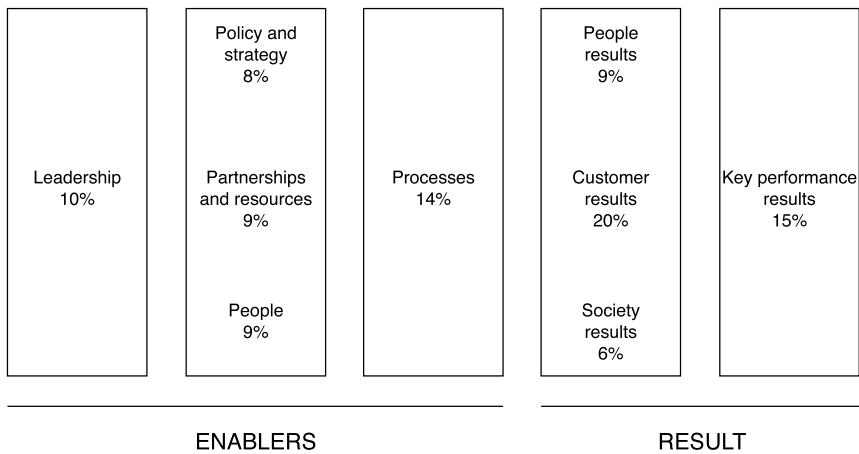 Leadership
10%
Policy and
strategy
8%
Partnerships
and resources
9%
People
9%
Processes
14%
People
results
9%
Customer
results
20%
Society
results
6%
Key performance
results
15%
ENABLERS
RESULT